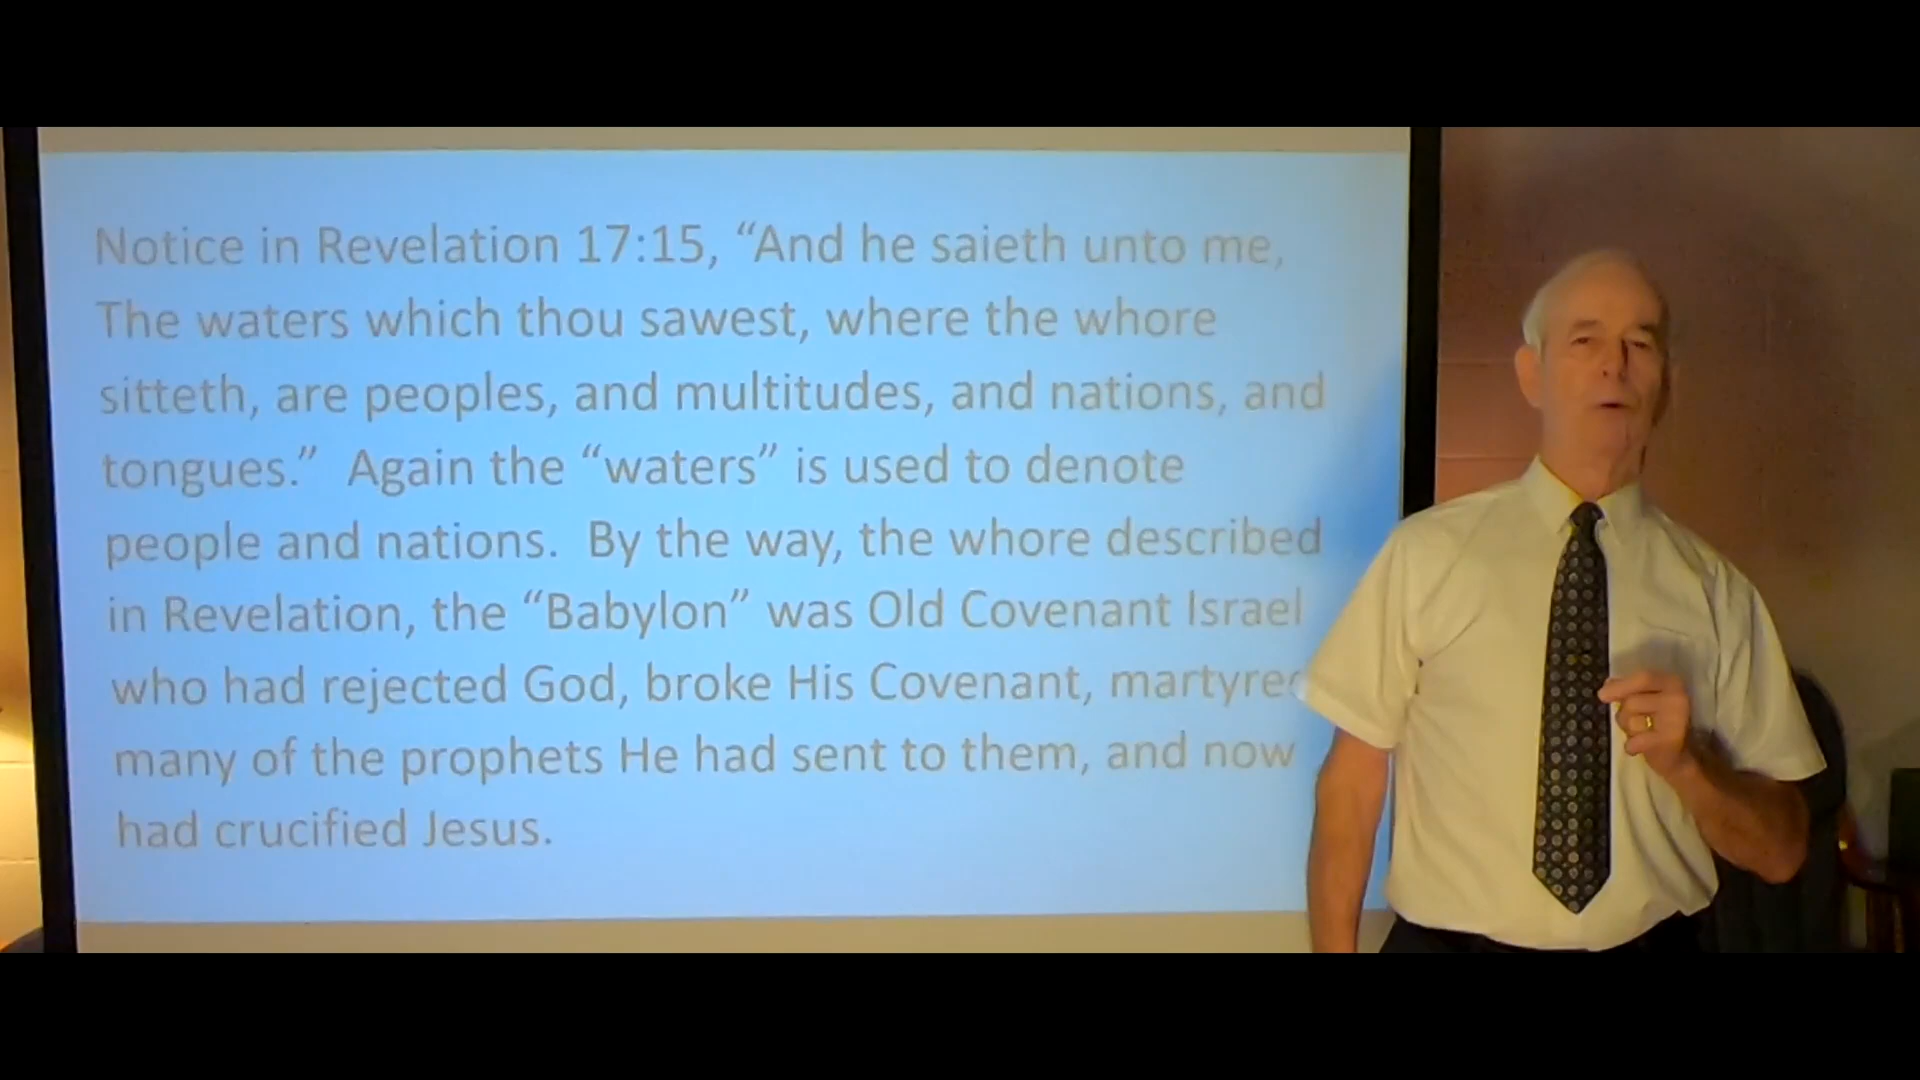 Notice in Revelation 17:15, “And he saieth unto me,
The waters which thou sawest, where the whore
sitteth, are peoples, and multitudes, and nations, and
tongues.”  Again the “waters” is used to denote
people and nations.  By the way, the whore described
in Revelation, the “Babylon” was Old Covenant Israel
who had rejected God, broke His Covenant, martyred
many of the prophets He had sent to them, and now
had crucified Jesus.